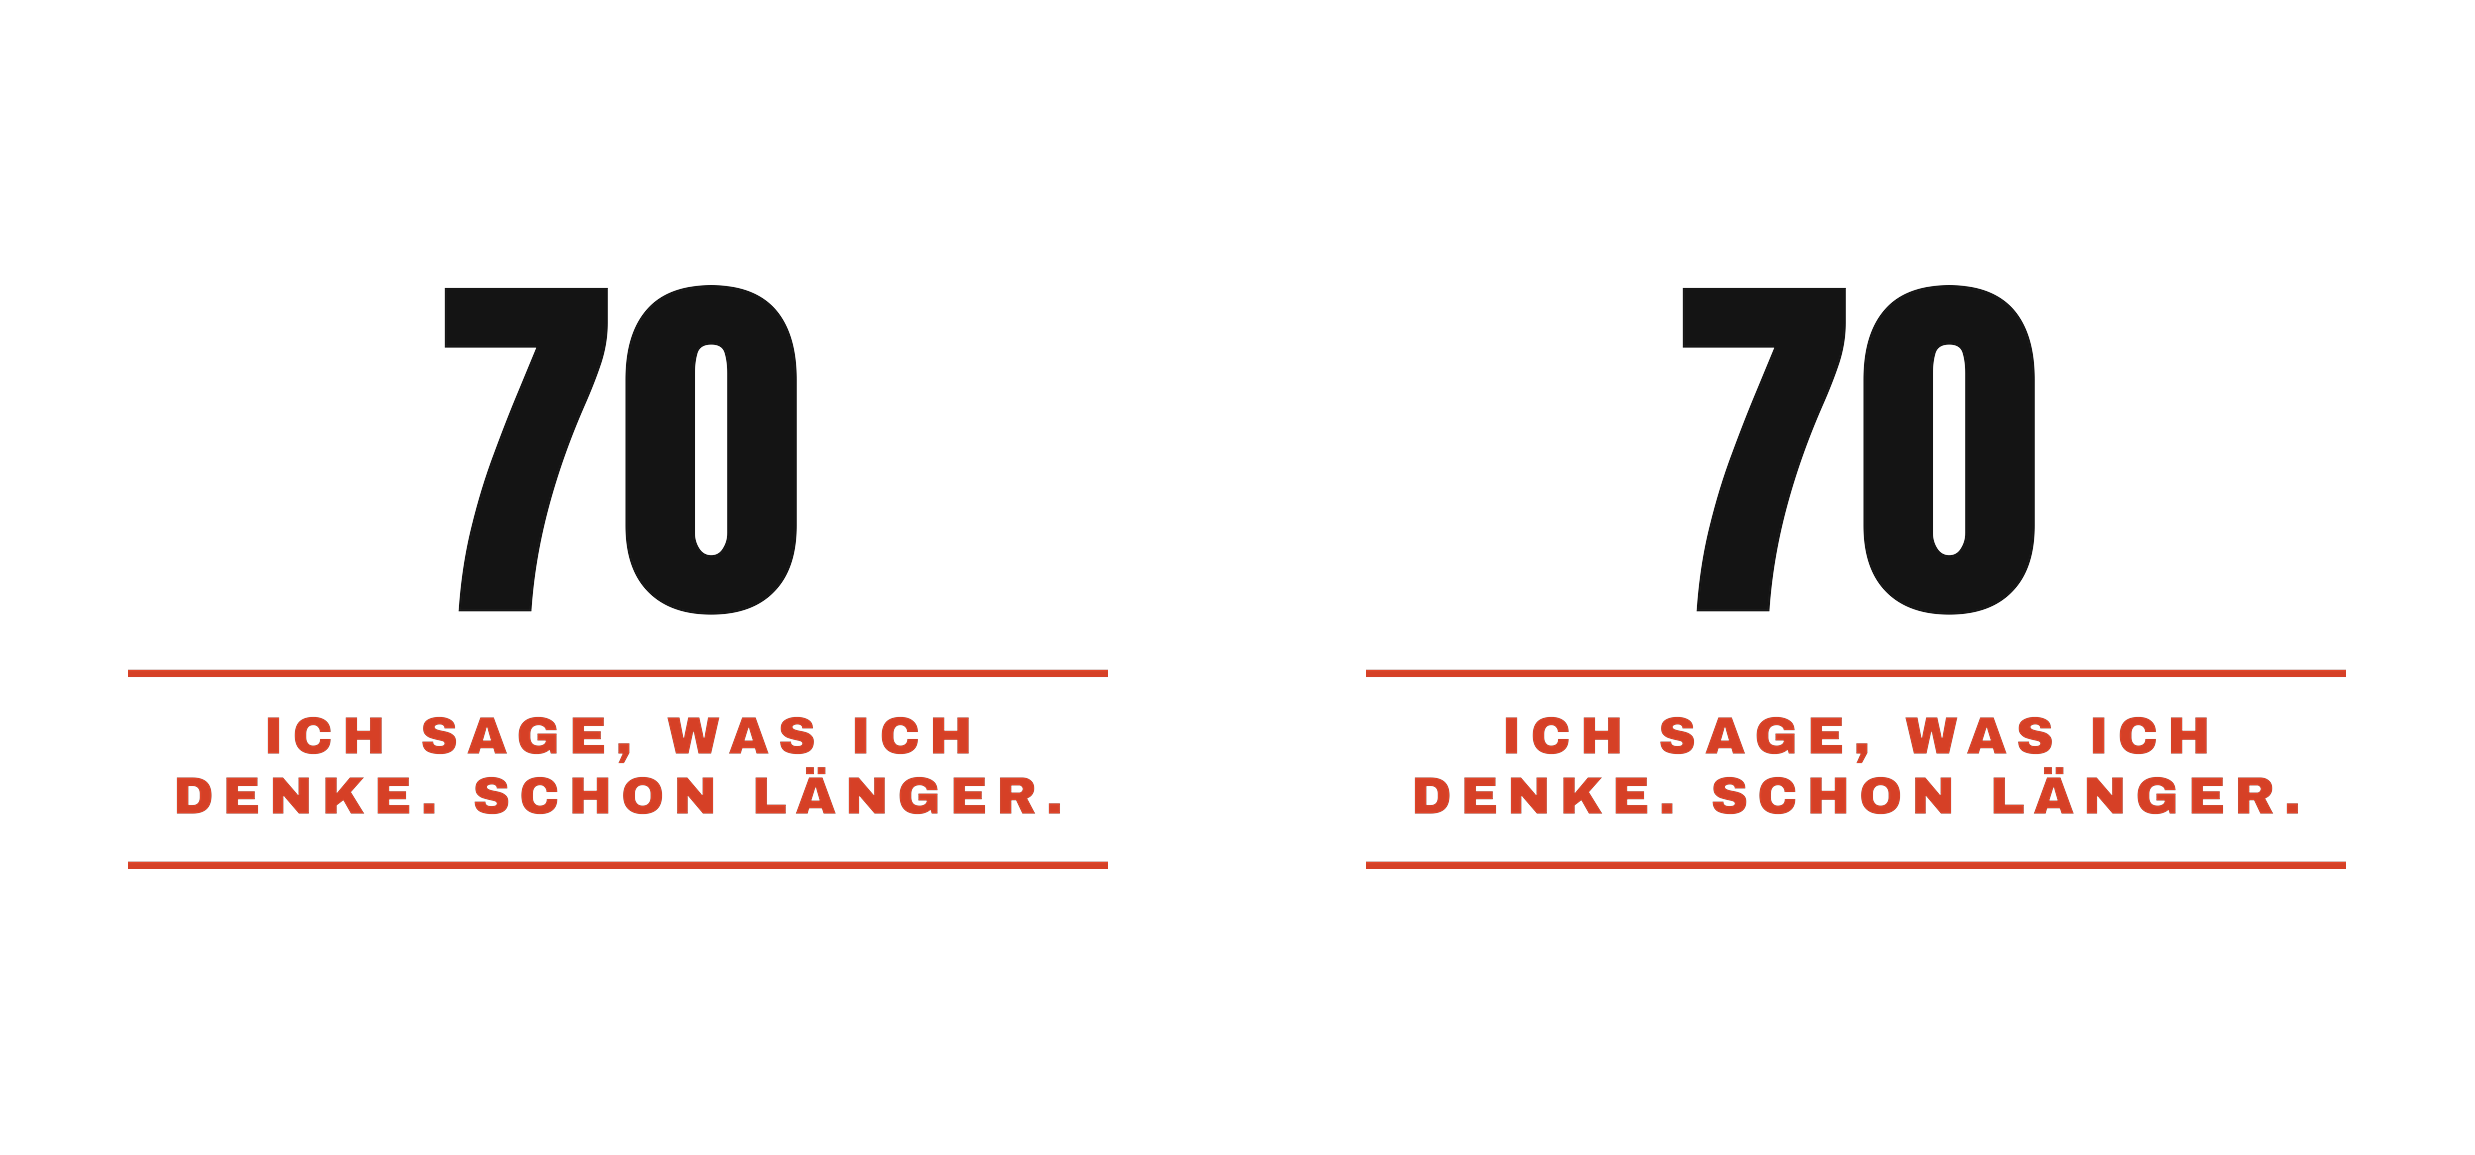 70
ICH SAGE, WAS ICH
DENKE. SCHON LÄNGER.
70
ICH SAGE, WAS ICH
DENKE. SCHON LÄNGER.